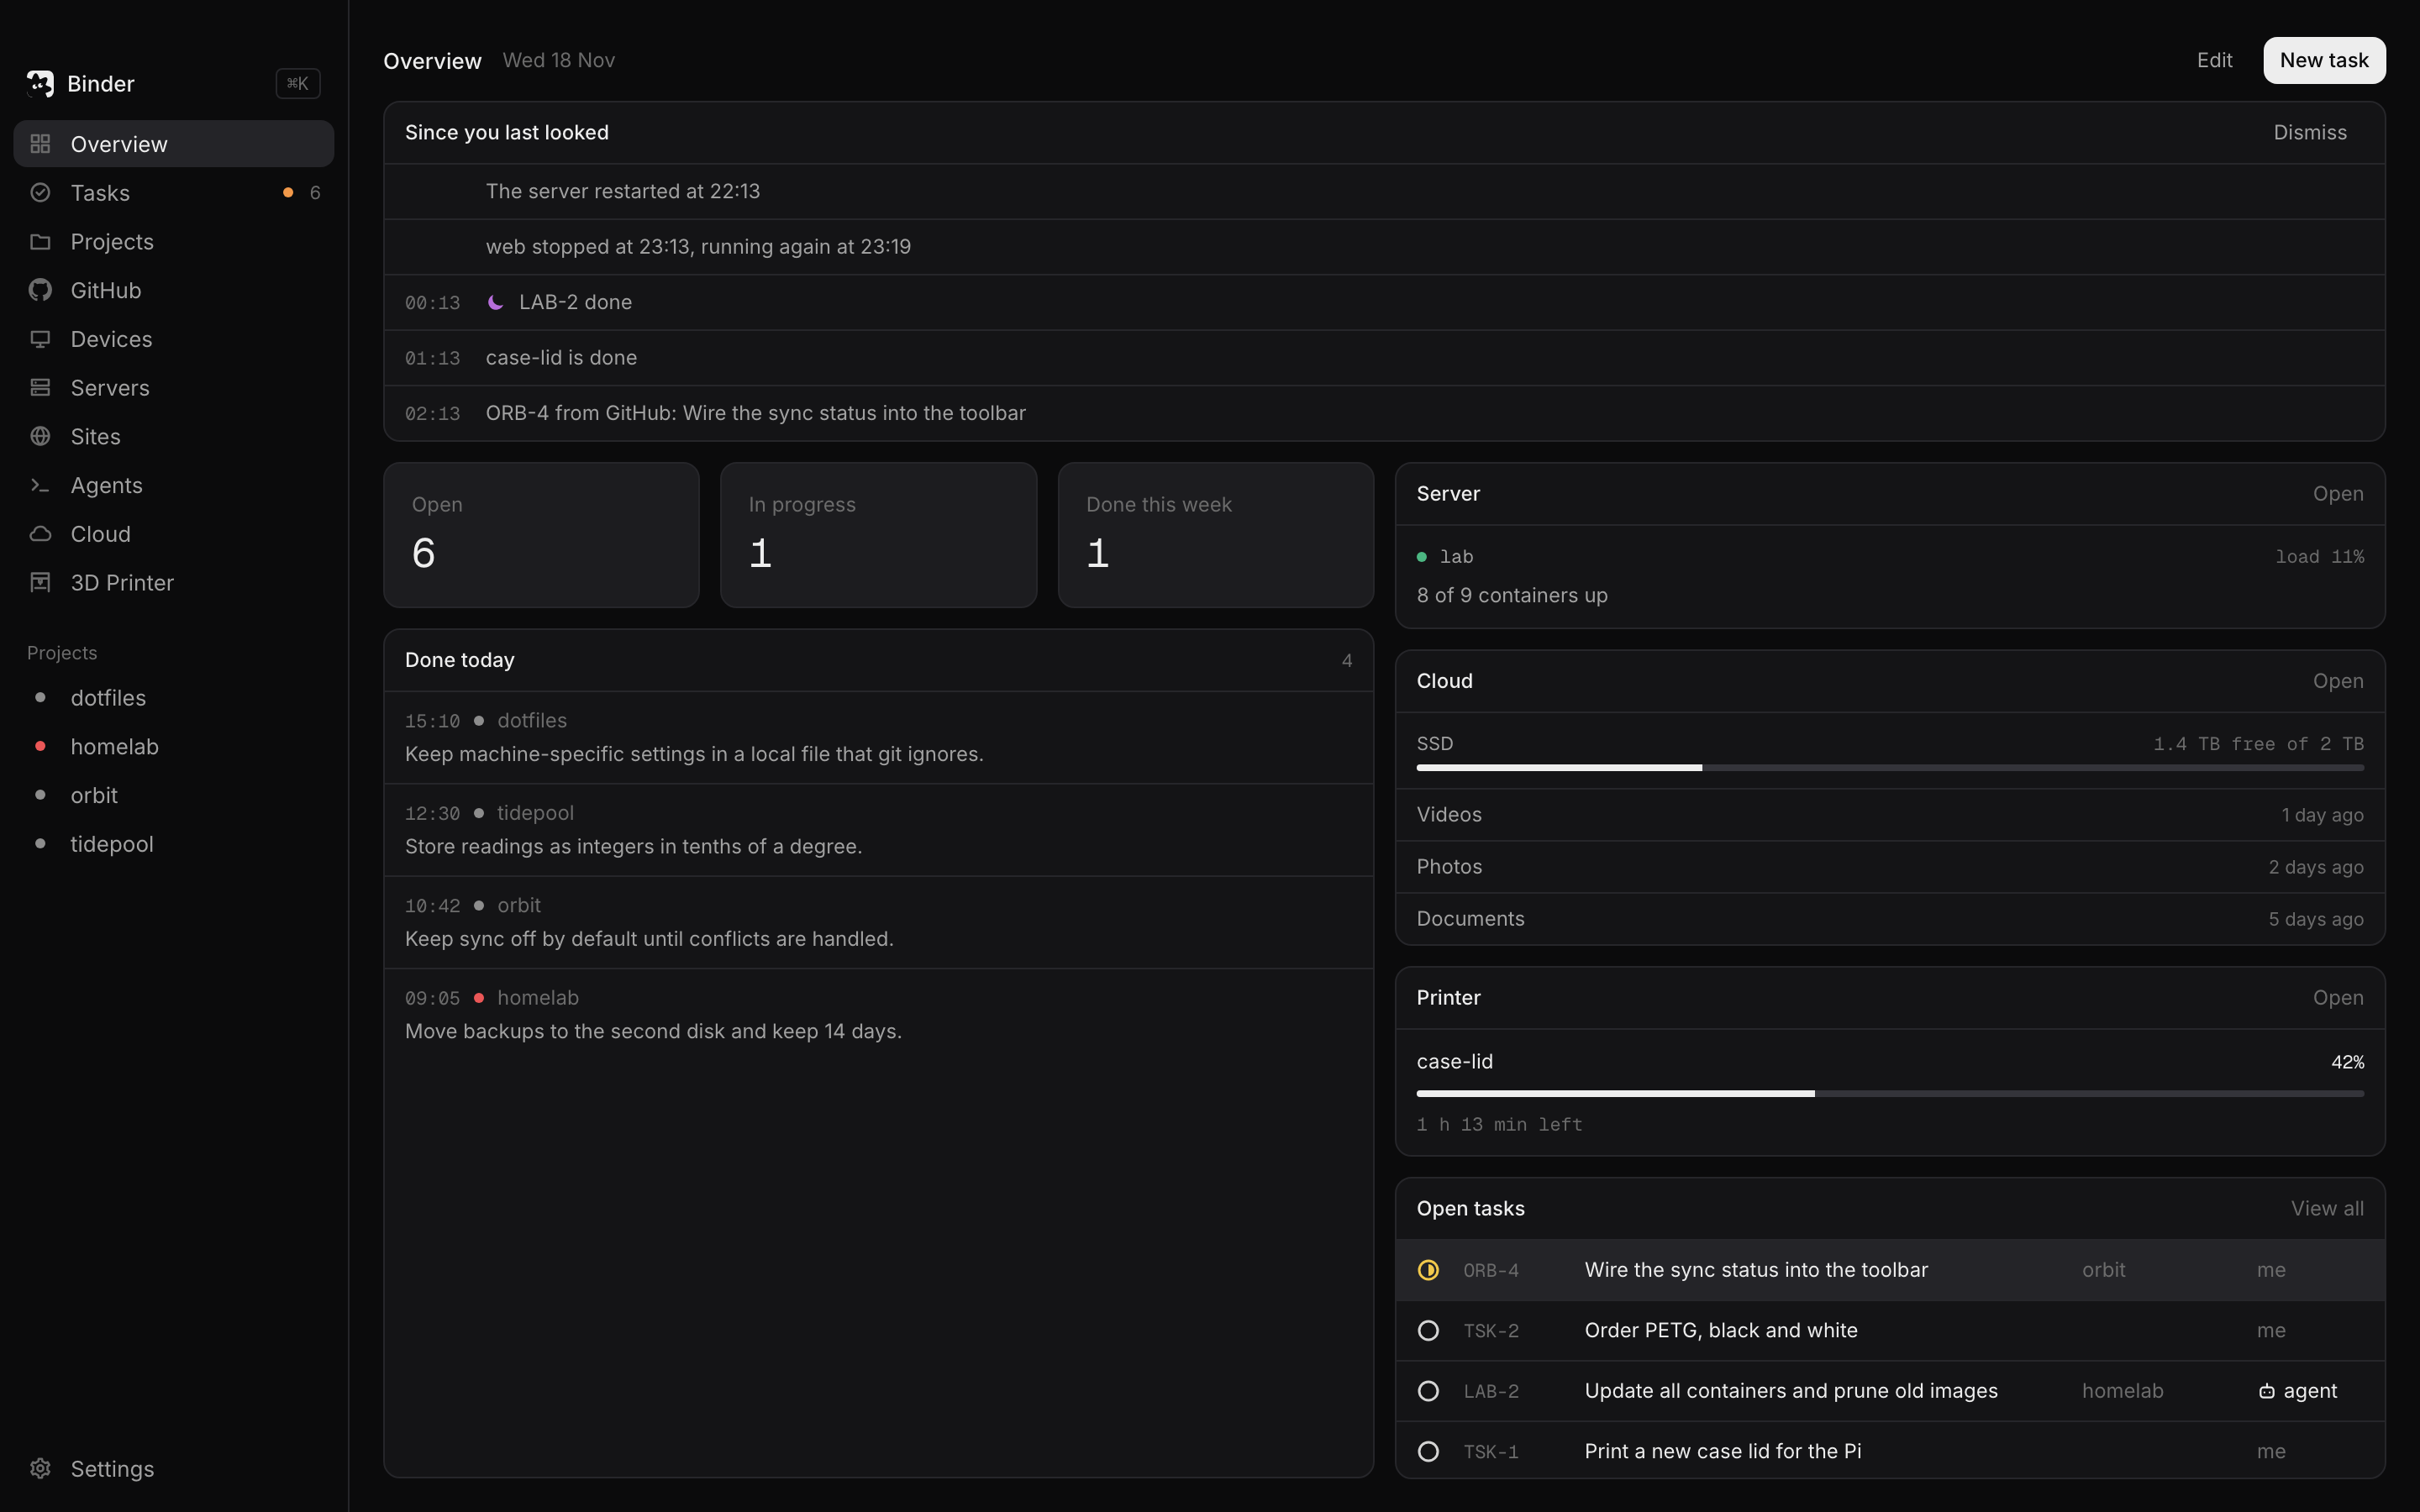 Binder
⌘K
Overview
Tasks 6
Projects
GitHub
Devices
Servers
Sites
Agents
Cloud
3D Printer
Projects
dotfiles
homelab
orbit
tidepool
Settings
Overview Wed 18 Nov
Edit
New task
Since you last looked
Dismiss
The server restarted at 22:13
web stopped at 23:13, running again at 23:19
00:13 LAB-2 done
01:13 case-lid is done
02:13 ORB-4 from GitHub: Wire the sync status into the toolbar
Open
6
In progress
1
Done this week
1
Done today 4
15:10 dotfiles
Keep machine-specific settings in a local file that git ignores.
12:30 tidepool
Store readings as integers in tenths of a degree.
10:42 orbit
Keep sync off by default until conflicts are handled.
09:05 homelab
Move backups to the second disk and keep 14 days.
Server Open
lab load 11%
8 of 9 containers up
Cloud Open
SSD 1.4 TB free of 2 TB
Videos 1 day ago
Photos 2 days ago
Documents 5 days ago
Printer Open
case-lid 42%
1 h 13 min left
Open tasks View all
ORB-4 Wire the sync status into the toolbar orbit me
TSK-2 Order PETG, black and white me
LAB-2 Update all containers and prune old images homelab agent
TSK-1 Print a new case lid for the Pi me